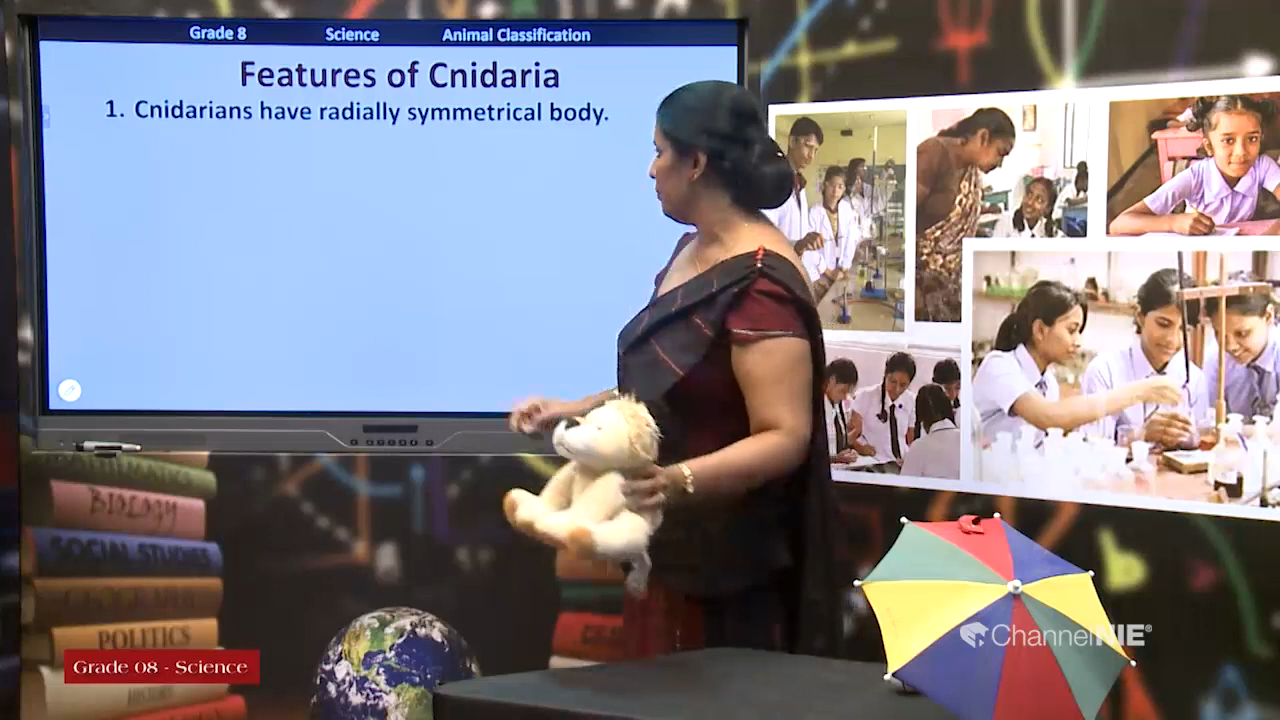 Grade 8 Science Animal Classification
Features of Cnidaria
1. Cnidarians have radially symmetrical body.
BIOLOGY
SOCIAL STUDIES
POLITICS
HISTORY
Grade 08 - Science
ChannelNIE®